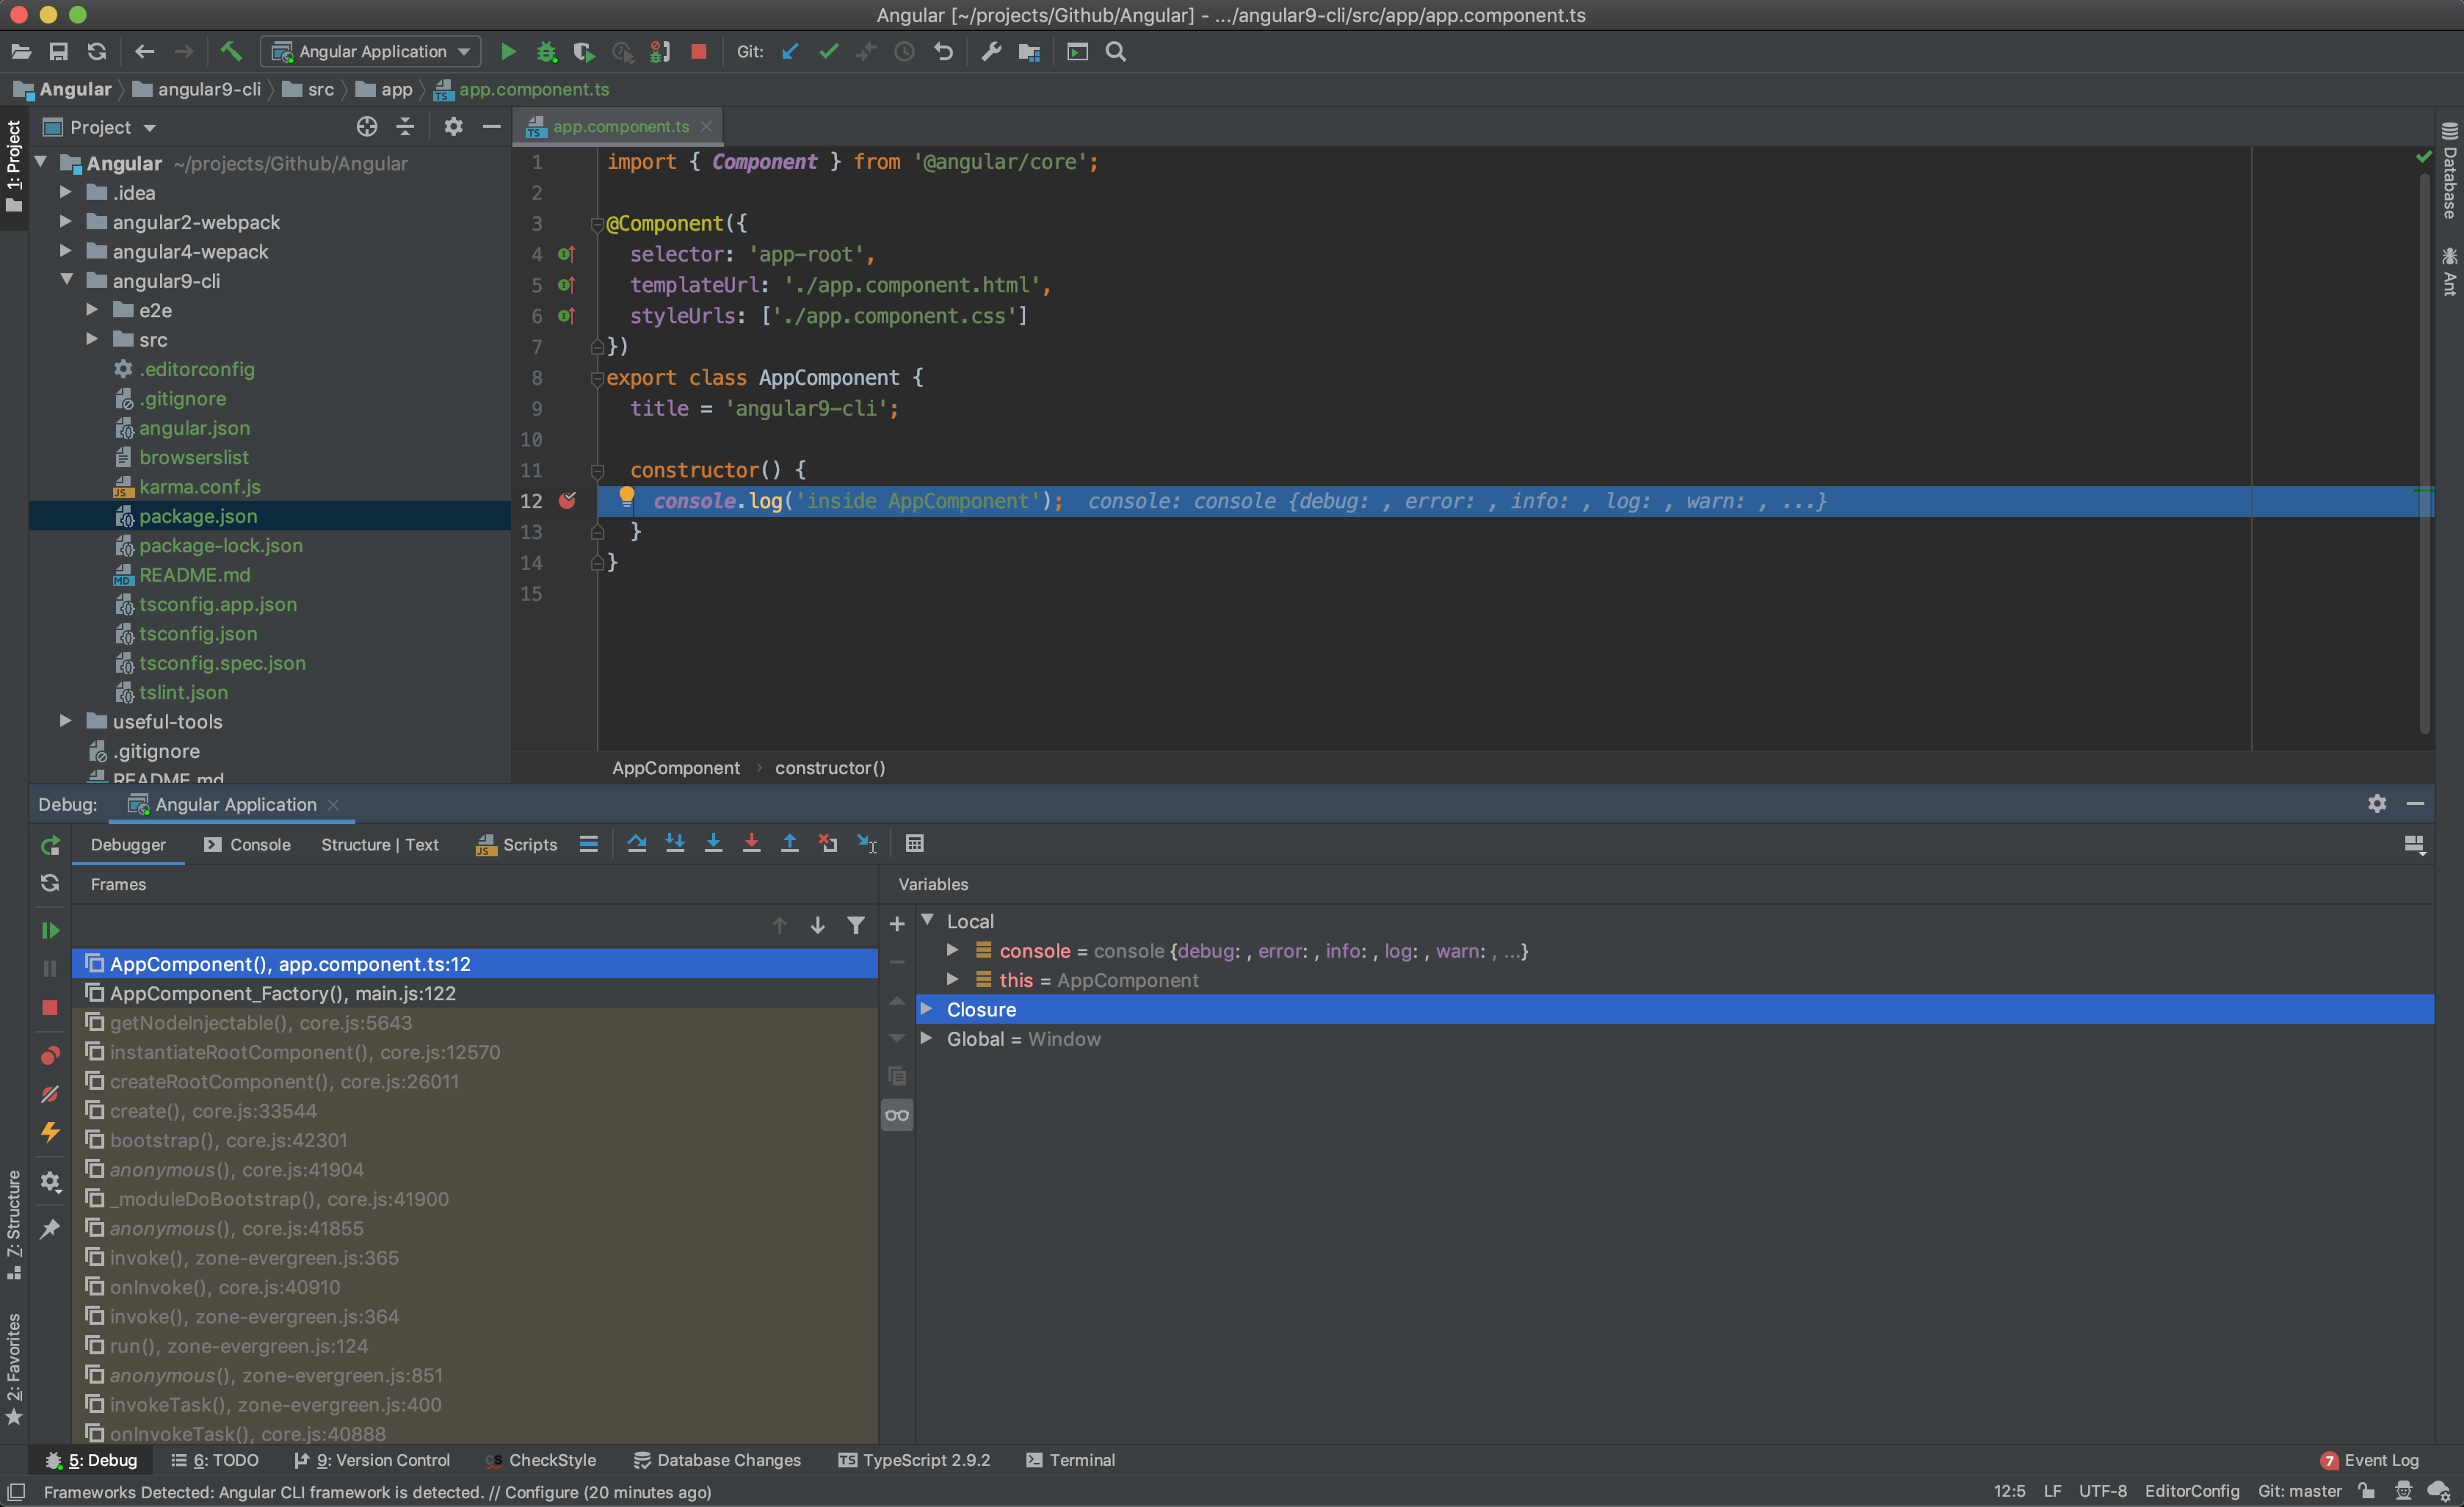 Angular [~/projects/Github/Angular] - .../angular9-cli/src/app/app.component.ts
Angular Application
Git:
Angular
angular9-cli
src
app
app.component.ts
1: Project
Project
app.component.ts
Database
Ant
Angular ~/projects/Github/Angular
.idea
angular2-webpack
angular4-wepack
angular9-cli
e2e
src
.editorconfig
.gitignore
angular.json
browserslist
karma.conf.js
package.json
package-lock.json
README.md
tsconfig.app.json
tsconfig.json
tsconfig.spec.json
tslint.json
useful-tools
.gitignore
README.md
1 import { Component } from '@angular/core';
2
3 @Component({
4 selector: 'app-root',
5 templateUrl: './app.component.html',
6 styleUrls: ['./app.component.css']
7 })
8 export class AppComponent {
9 title = 'angular9-cli';
10
11 constructor() {
12 console.log('inside AppComponent'); console: console {debug: , error: , info: , log: , warn: , ...}
13 }
14 }
15
AppComponent › constructor()
Debug: Angular Application
Debugger Console Structure | Text Scripts
Frames
AppComponent(), app.component.ts:12
AppComponent_Factory(), main.js:122
getNodeInjectable(), core.js:5643
instantiateRootComponent(), core.js:12570
createRootComponent(), core.js:26011
create(), core.js:33544
bootstrap(), core.js:42301
anonymous(), core.js:41904
_moduleDoBootstrap(), core.js:41900
anonymous(), core.js:41855
invoke(), zone-evergreen.js:365
onInvoke(), core.js:40910
invoke(), zone-evergreen.js:364
run(), zone-evergreen.js:124
anonymous(), zone-evergreen.js:851
invokeTask(), zone-evergreen.js:400
onInvokeTask(), core.js:40888
Variables
Local
console = console {debug: , error: , info: , log: , warn: , ...}
this = AppComponent
Closure
Global = Window
Z: Structure
2: Favorites
5: Debug 6: TODO 9: Version Control CheckStyle Database Changes TypeScript 2.9.2 Terminal 7 Event Log
Frameworks Detected: Angular CLI framework is detected. // Configure (20 minutes ago) 12:5 LF UTF-8 EditorConfig Git: master